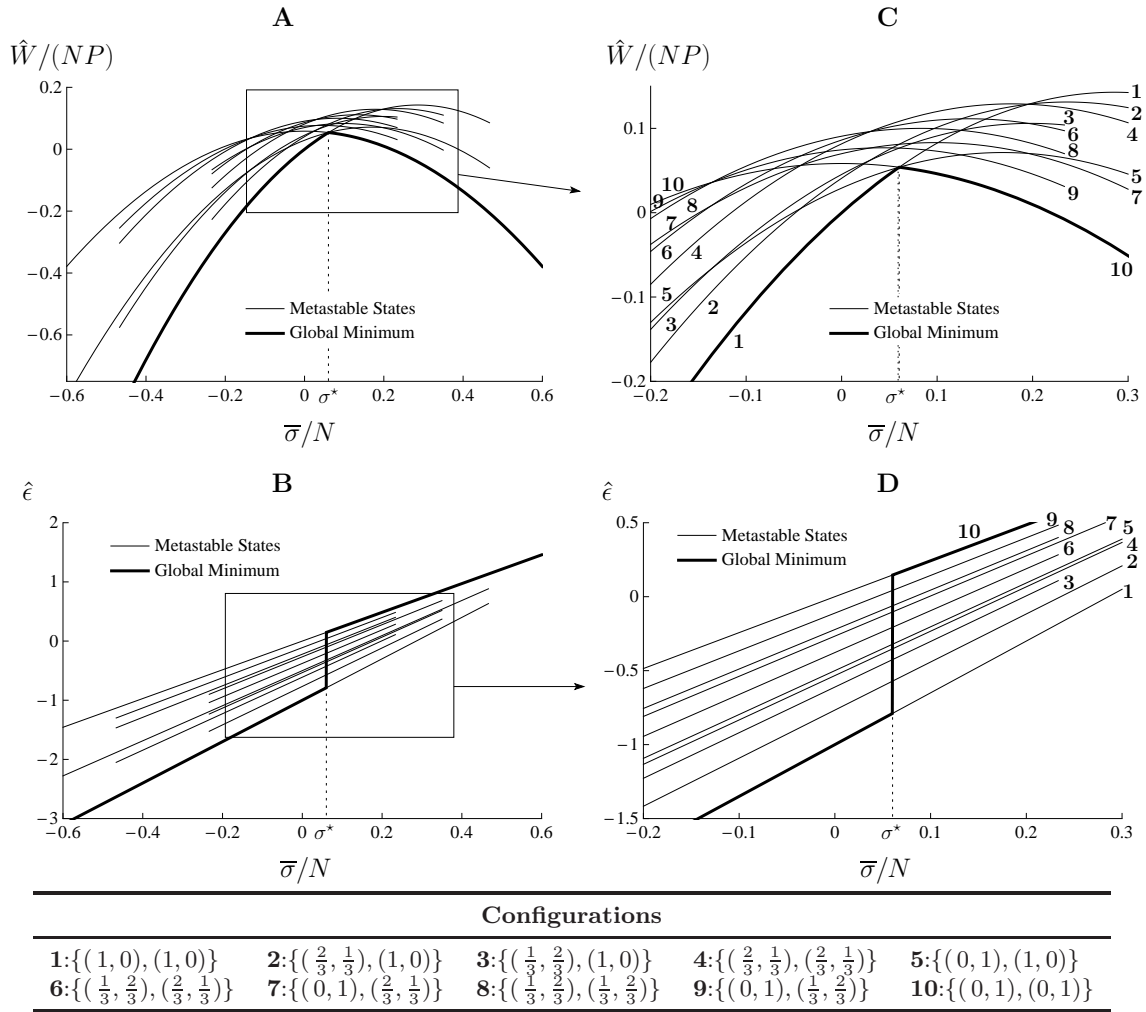 A
Ŵ/(NP)
0.2
0
−0.2
−0.4
−0.6
Metastable States
Global Minimum
−0.6 −0.4 −0.2 0 σ* 0.2 0.4 0.6
σ̅/N
C
Ŵ/(NP)
0.1
0
−0.1
−0.2
1
2
3
4
6
8
5
7
9
10
10
9
8
7
6
4
5
3
2
1
Metastable States
Global Minimum
−0.2 −0.1 0 σ* 0.1 0.2 0.3
σ̅/N
B
ϵ̂
2
1
0
−1
−2
−3
Metastable States
Global Minimum
−0.6 −0.4 −0.2 0 σ* 0.2 0.4 0.6
σ̅/N
D
ϵ̂
0.5
0
−0.5
−1
−1.5
Metastable States
Global Minimum
10
9
8
7
5
6
4
3
2
1
−0.2 −0.1 0 σ* 0.1 0.2 0.3
σ̅/N
Configurations
1:{(1, 0), (1, 0)} 2:{(2/3, 1/3), (1, 0)} 3:{(1/3, 2/3), (1, 0)} 4:{(2/3, 1/3), (2/3, 1/3)} 5:{(0, 1), (1, 0)}
6:{(1/3, 2/3), (2/3, 1/3)} 7:{(0, 1), (2/3, 1/3)} 8:{(1/3, 2/3), (1/3, 2/3)} 9:{(0, 1), (1/3, 2/3)} 10:{(0, 1), (0, 1)}